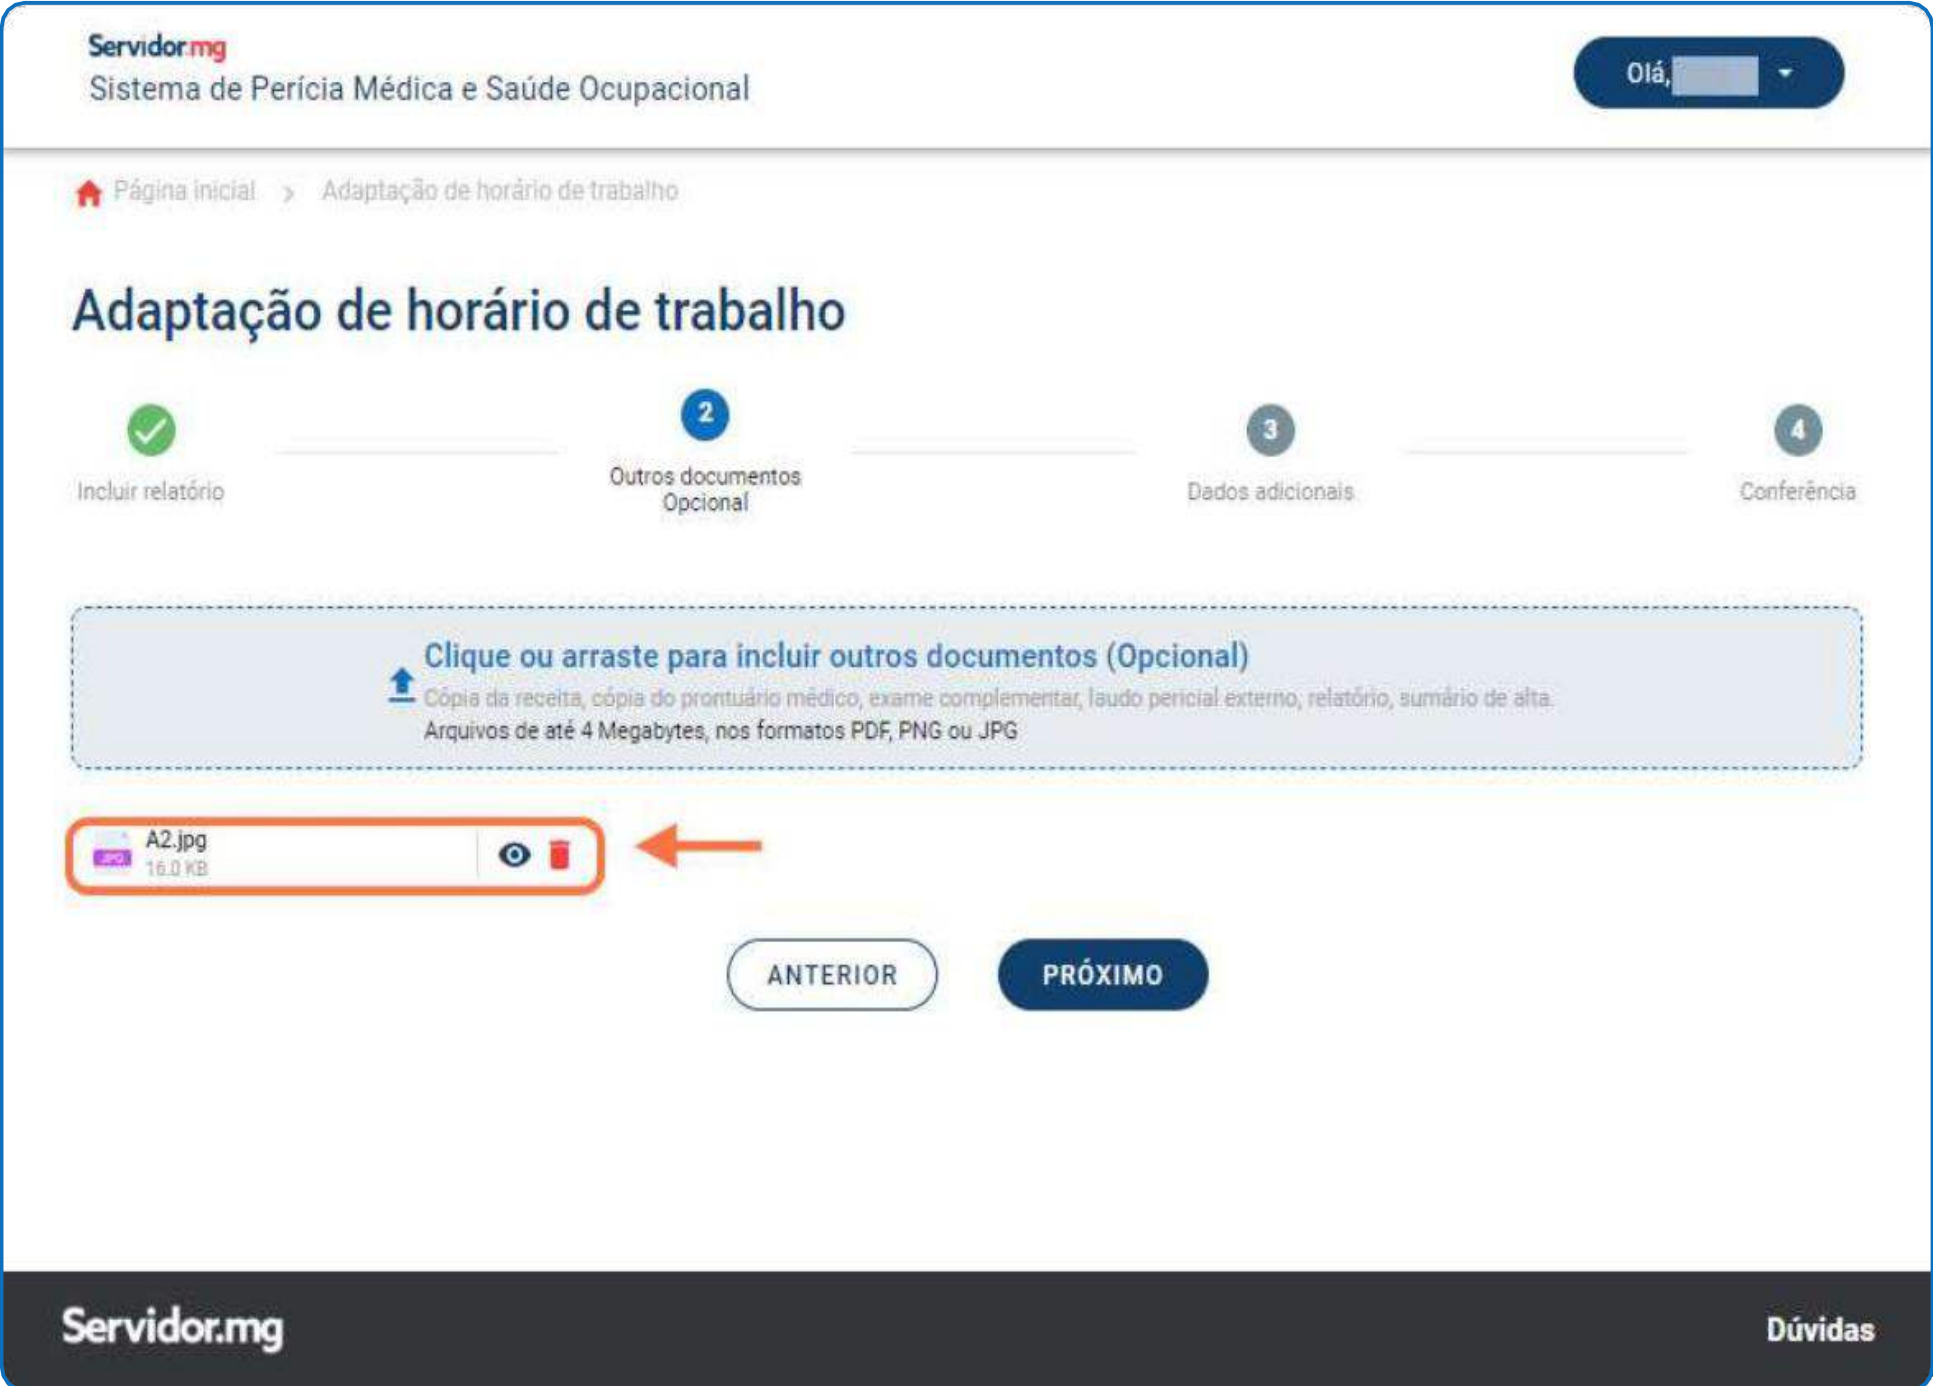 Servidor.mg
Sistema de Perícia Médica e Saúde Ocupacional
Olá,
Página inicial > Adaptação de horário de trabalho
Adaptação de horário de trabalho
2
3
4
Incluir relatório
Outros documentos
Opcional
Dados adicionais
Conferência
Clique ou arraste para incluir outros documentos (Opcional)
Cópia da receita, cópia do prontuário médico, exame complementar, laudo pericial externo, relatório, sumário de alta.
Arquivos de até 4 Megabytes, nos formatos PDF, PNG ou JPG
JPG
A2.jpg
16.0 KB
ANTERIOR
PRÓXIMO
Servidor.mg
Dúvidas